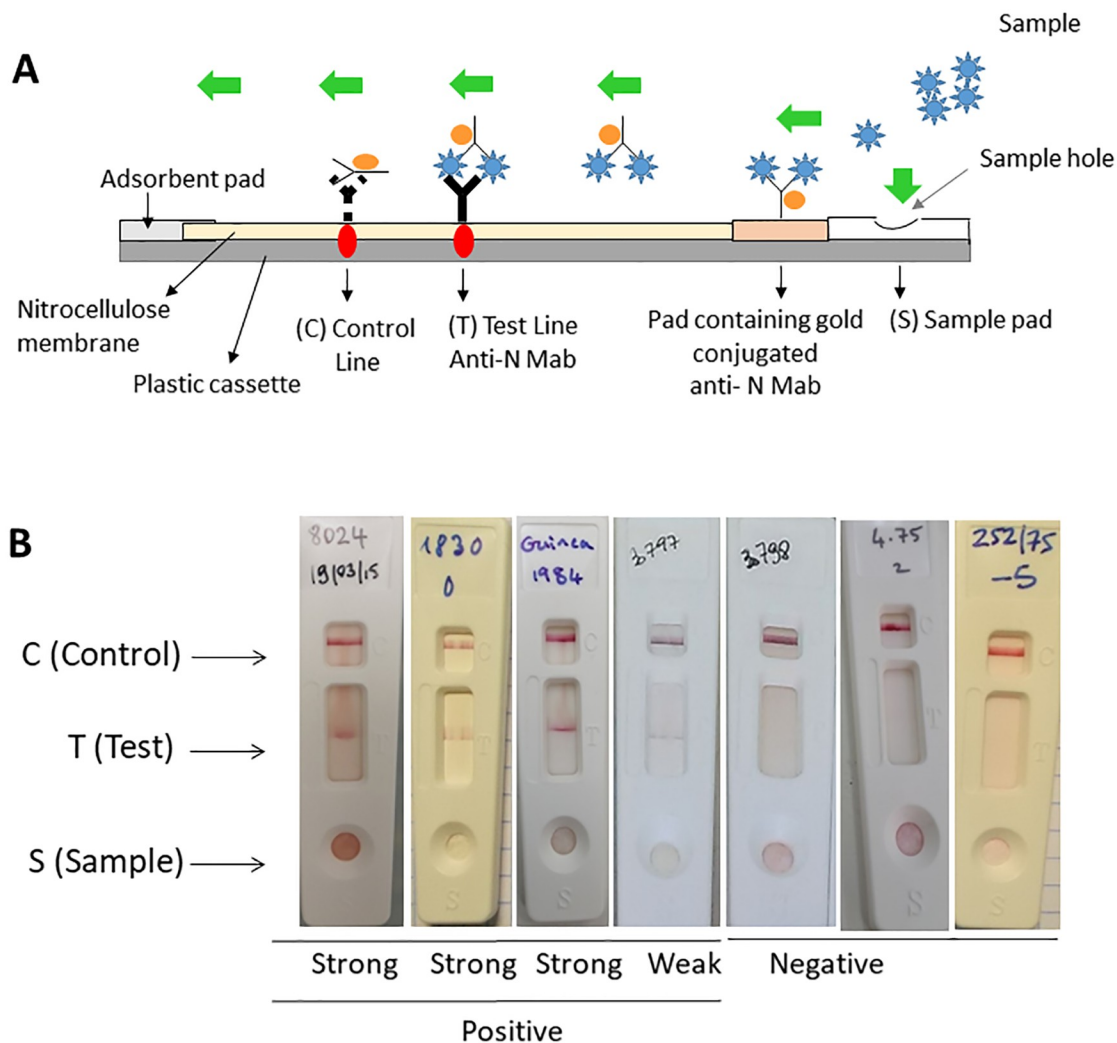 Sample
A
Adsorbent pad
Sample hole
Nitrocellulose
membrane
Plastic cassette
(C) Control
Line
(T) Test Line
Anti-N Mab
Pad containing gold
conjugated
anti- N Mab
(S) Sample pad
B
8024
19/03/15
1830
0
Guinea
1984
3797
3798
4.75
2
252/75
-5
C (Control)
C
C
C
C
C
T (Test)
T
T
T
T
T
S (Sample)
S
S
S
S
Strong
Strong
Strong
Weak
Negative
Positive